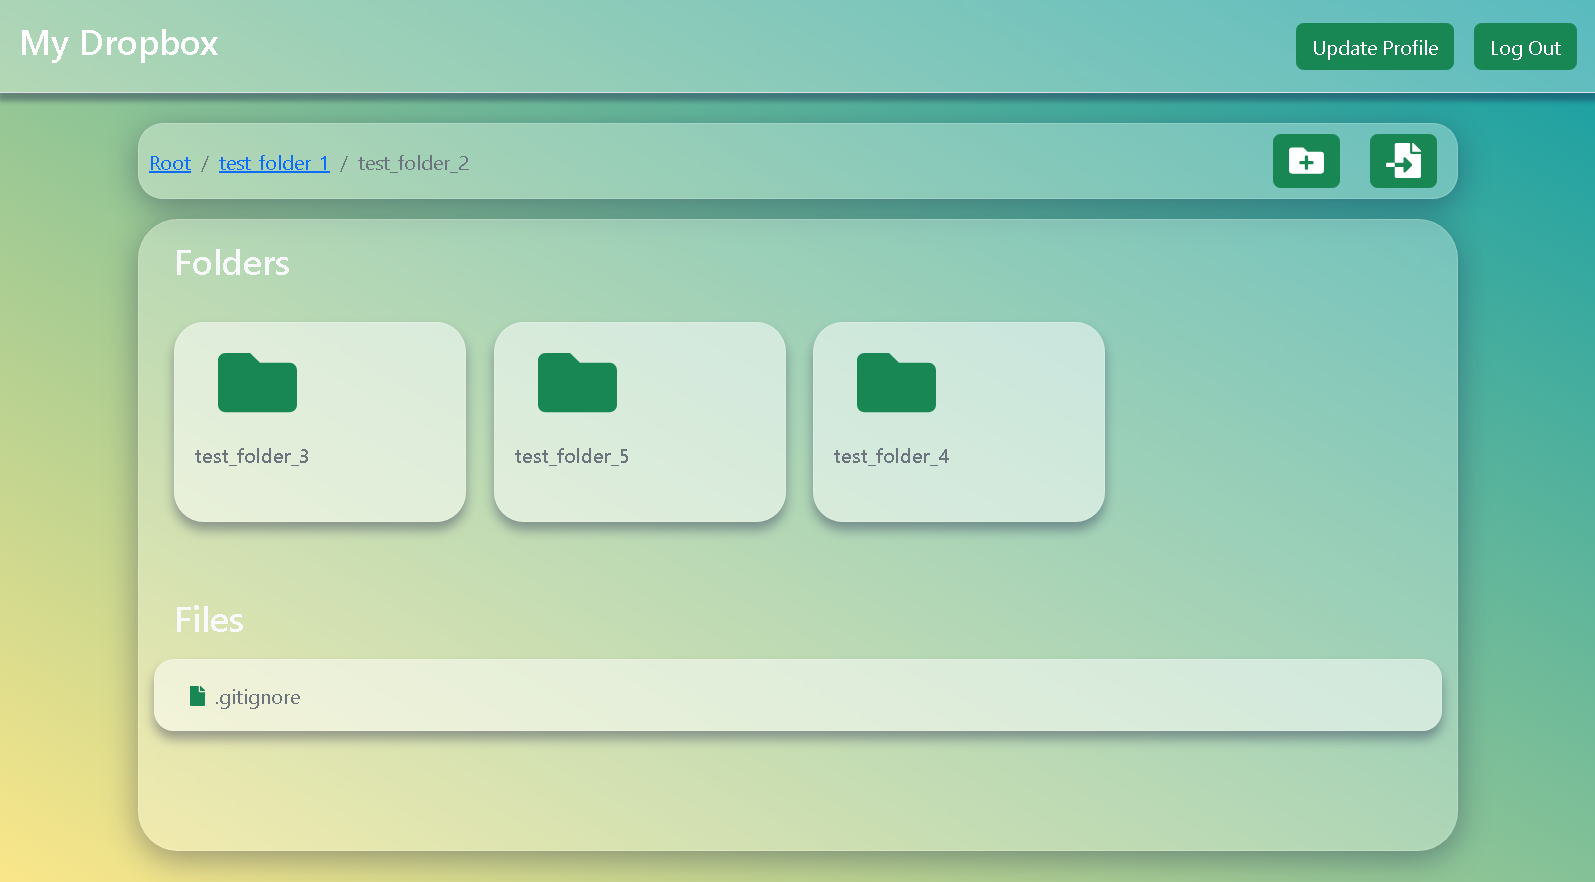 My Dropbox
Update Profile
Log Out
Root / test_folder_1 / test_folder_2
Folders
test_folder_3
test_folder_5
test_folder_4
Files
.gitignore